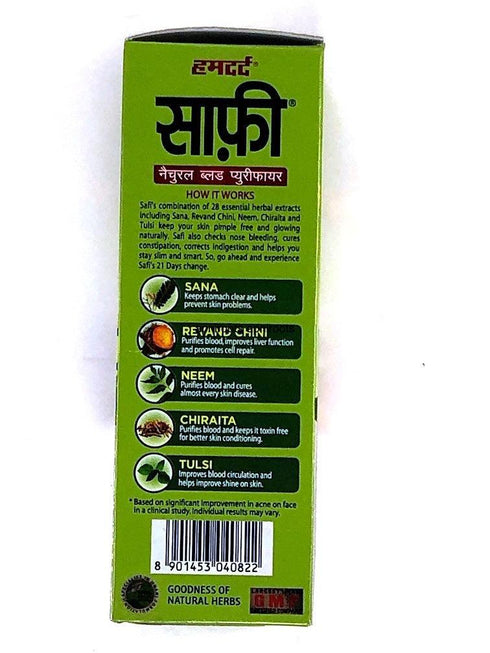 हमदर्द®
साफ़ी®
नैचुरल ब्लड प्युरीफायर
HOW IT WORKS
Safi's combination of 28 essential herbal extracts
including Sana, Revand Chini, Neem, Chiraita and
Tulsi keep your skin pimple free and glowing
naturally. Safi also checks nose bleeding, cures
constipation, corrects indigestion and helps you
stay slim and smart. So, go ahead and experience
Safi's 21 Days change.
SANA
Keeps stomach clear and helps
prevent skin problems.
REVAND CHINI
Purifies blood, improves liver function
and promotes cell repair.
NEEM
Purifies blood and cures
almost every skin disease.
CHIRAITA
Purifies blood and keeps it toxin free
for better skin conditioning.
TULSI
Improves blood circulation and
helps improve shine on skin.
*Based on significant improvement in acne on face
in a clinical study. Individual results may vary.
8 901453 040822
GOODNESS OF
NATURAL HERBS
GMP